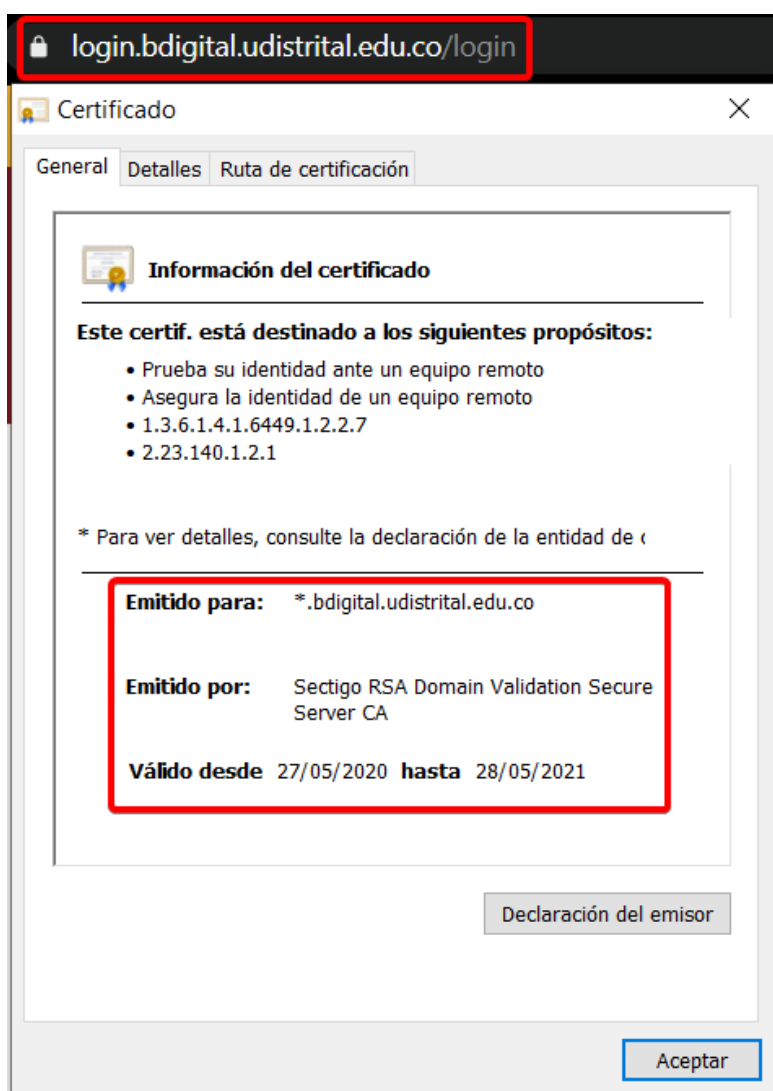 login.bdigital.udistrital.edu.co/login
Certificado
General Detalles Ruta de certificación
Información del certificado
Este certif. está destinado a los siguientes propósitos:
• Prueba su identidad ante un equipo remoto
• Asegura la identidad de un equipo remoto
• 1.3.6.1.4.1.6449.1.2.2.7
• 2.23.140.1.2.1
* Para ver detalles, consulte la declaración de la entidad de
Emitido para: *.bdigital.udistrital.edu.co
Emitido por: Sectigo RSA Domain Validation Secure
Server CA
Válido desde 27/05/2020 hasta 28/05/2021
Declaración del emisor
Aceptar